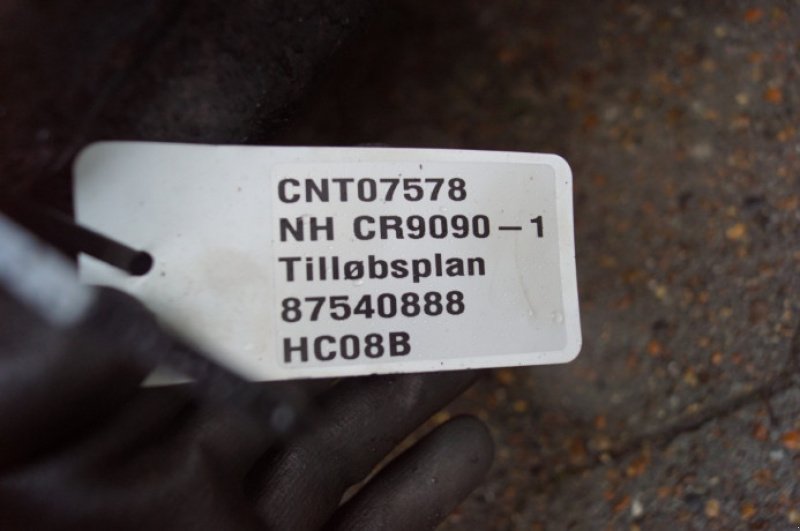 CNT07578
NH CR9090-1
Tilløbsplan
87540888
HC08B